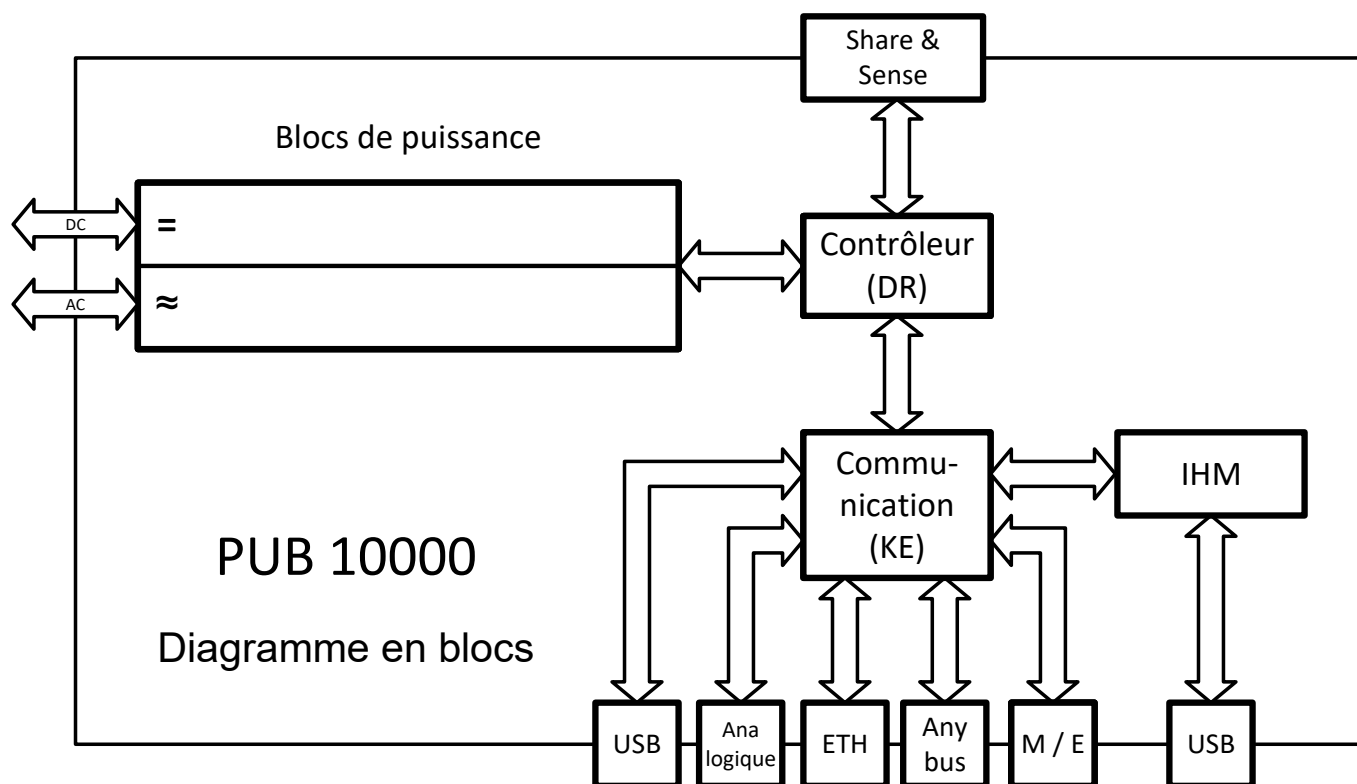 Share &
Sense
Blocs de puissance
DC
=
Contrôleur
(DR)
AC
≈
Commu-
nication
(KE)
IHM
PUB 10000
Diagramme en blocs
USB
Ana
logique
ETH
Any
bus
M / E
USB